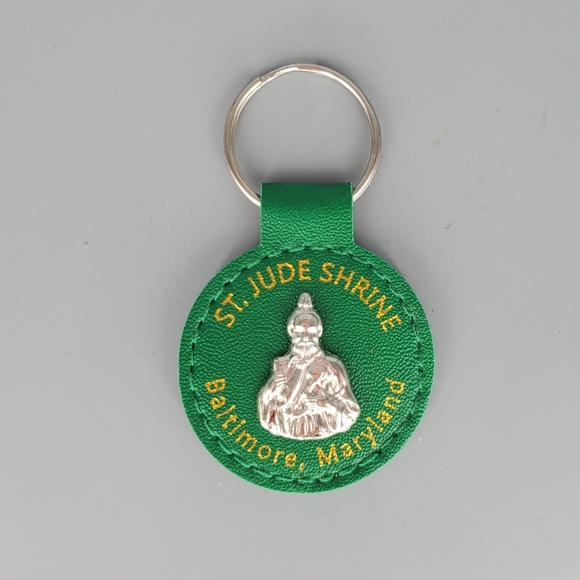 ST. JUDE SHRINE
Baltimore, Maryland